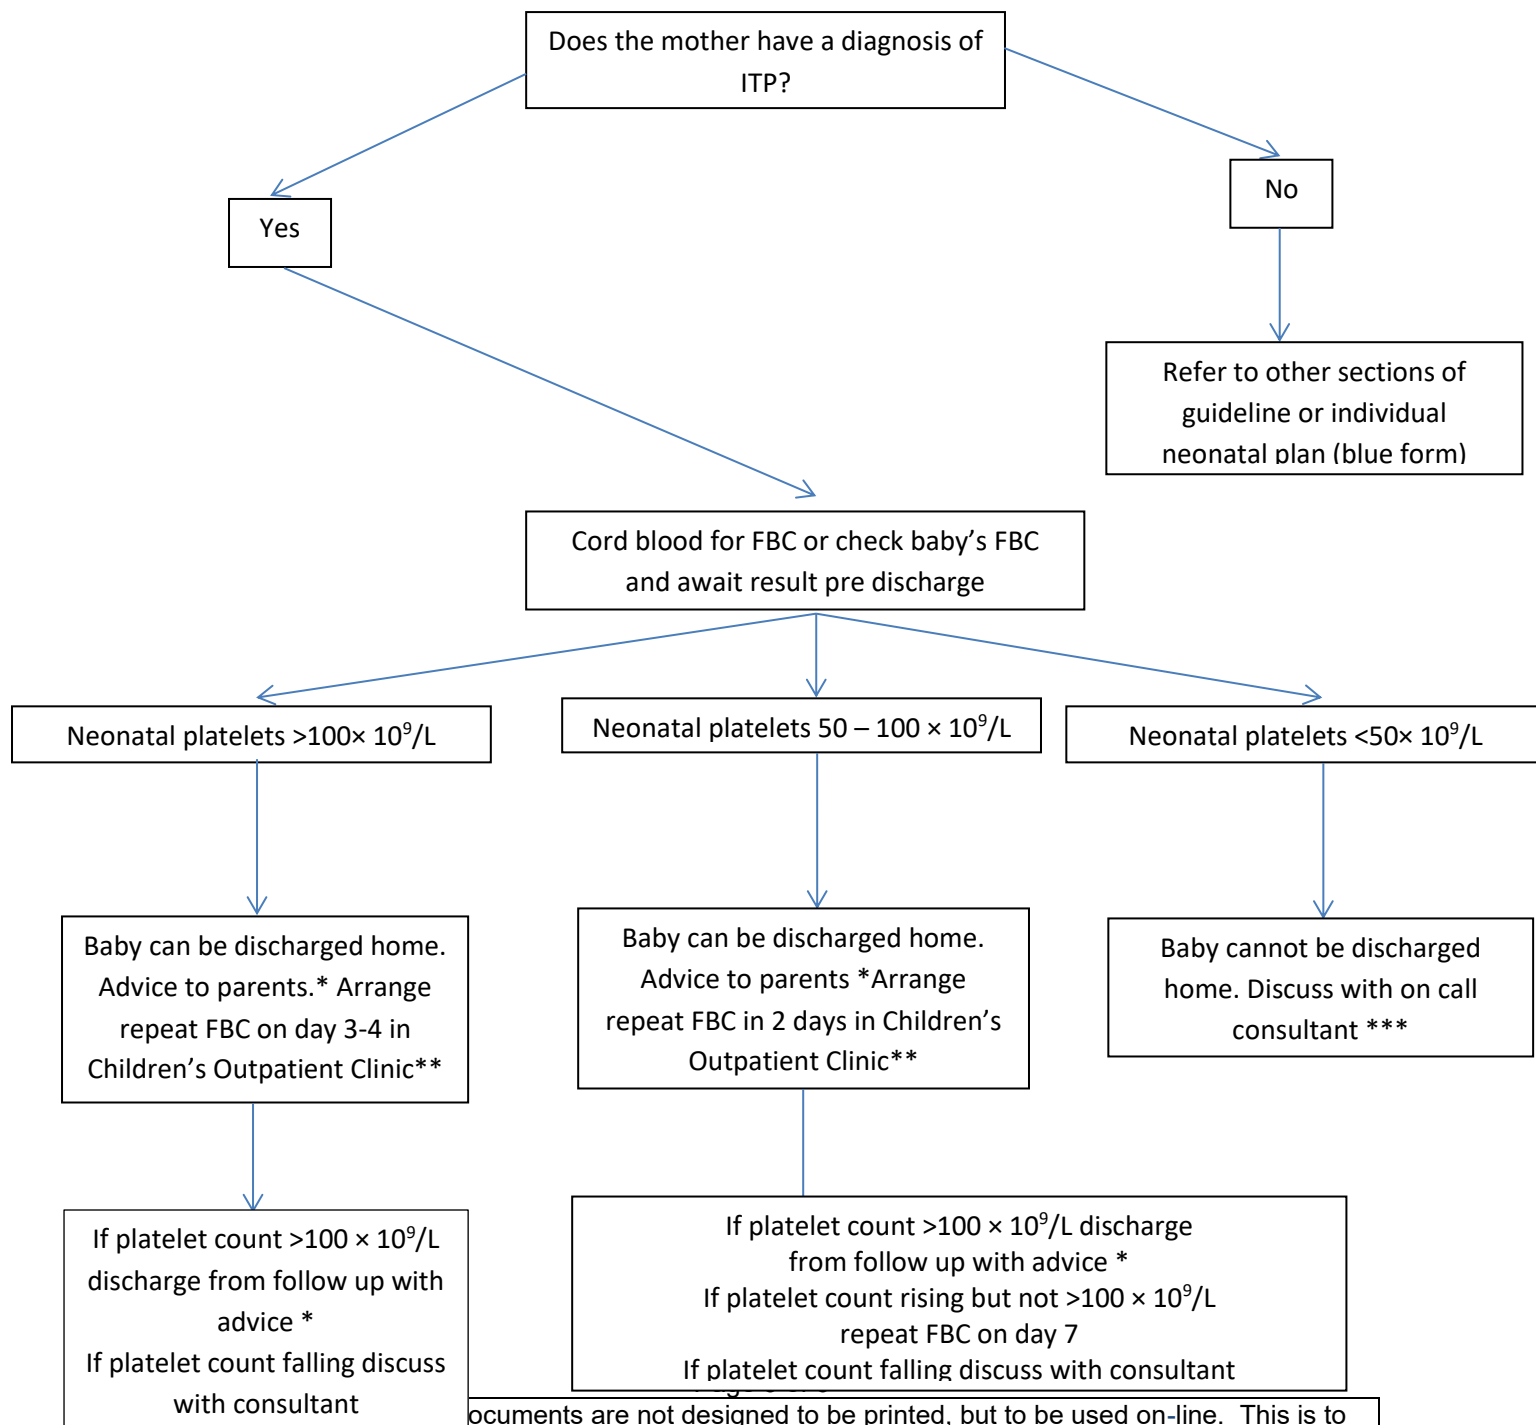 Does the mother have a diagnosis of
ITP?
Yes
No
Refer to other sections of
guideline or individual
neonatal plan (blue form)
Cord blood for FBC or check baby’s FBC
and await result pre discharge
Neonatal platelets >100× 10⁹/L
Neonatal platelets 50 – 100 × 10⁹/L
Neonatal platelets <50× 10⁹/L
Baby can be discharged home.
Advice to parents.* Arrange
repeat FBC on day 3-4 in
Children’s Outpatient Clinic**
Baby can be discharged home.
Advice to parents *Arrange
repeat FBC in 2 days in Children’s
Outpatient Clinic**
Baby cannot be discharged
home. Discuss with on call
consultant ***
If platelet count >100 × 10⁹/L
discharge from follow up with
advice *
If platelet count falling discuss
with consultant
If platelet count >100 × 10⁹/L discharge
from follow up with advice *
If platelet count rising but not >100 × 10⁹/L
repeat FBC on day 7
If platelet count falling discuss with consultant
ocuments are not designed to be printed, but to be used on-line. This is to